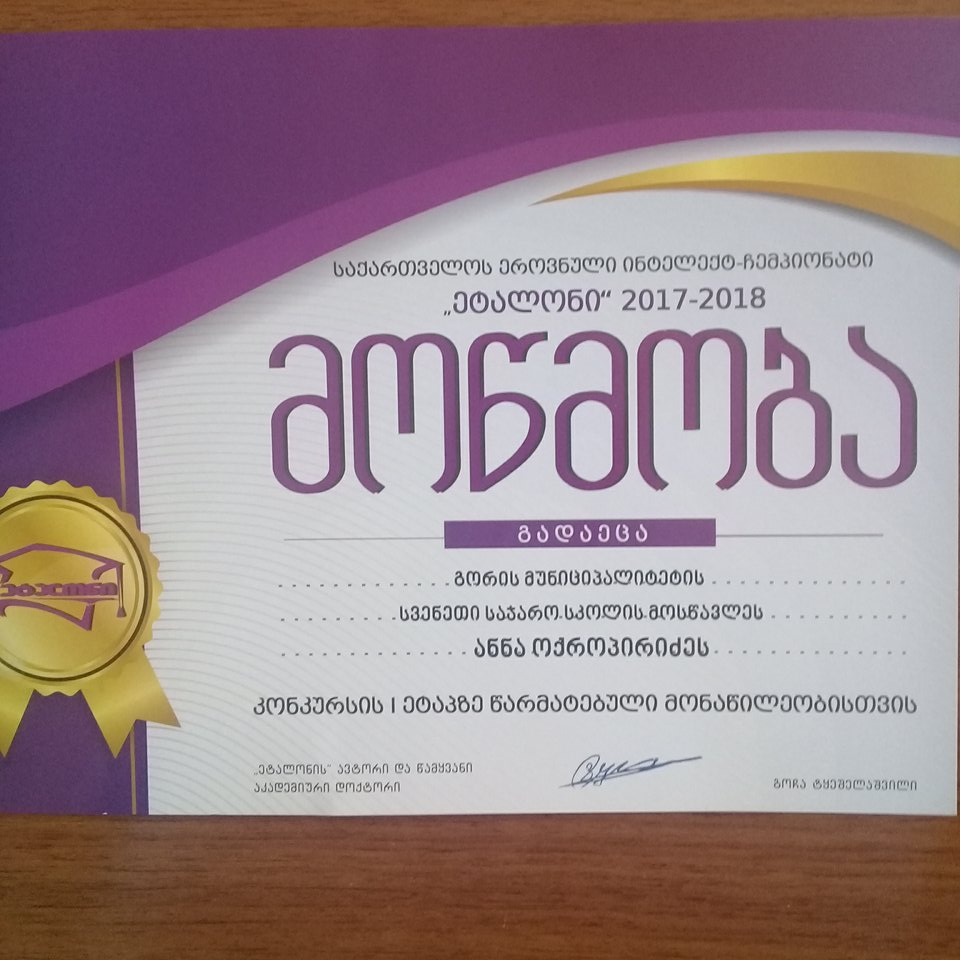 საქართველოს ეროვნული ინტელექტ-ჩემპიონატი
„ეტალონი“ 2017-2018
მოწმობა
გადაეცა
გორის მუნიციპალიტეტის
სვენეთი საჯარო სკოლის მოსწავლეს
ანნა ოქროპირიძეს
კონკურსის I ეტაპზე წარმატებული მონაწილეობისთვის
„ეტალონის“ ავტორი და წამყვანი
აკადემიური დოქტორი
გოჩა ტყეშელაშვილი
ეტალონი